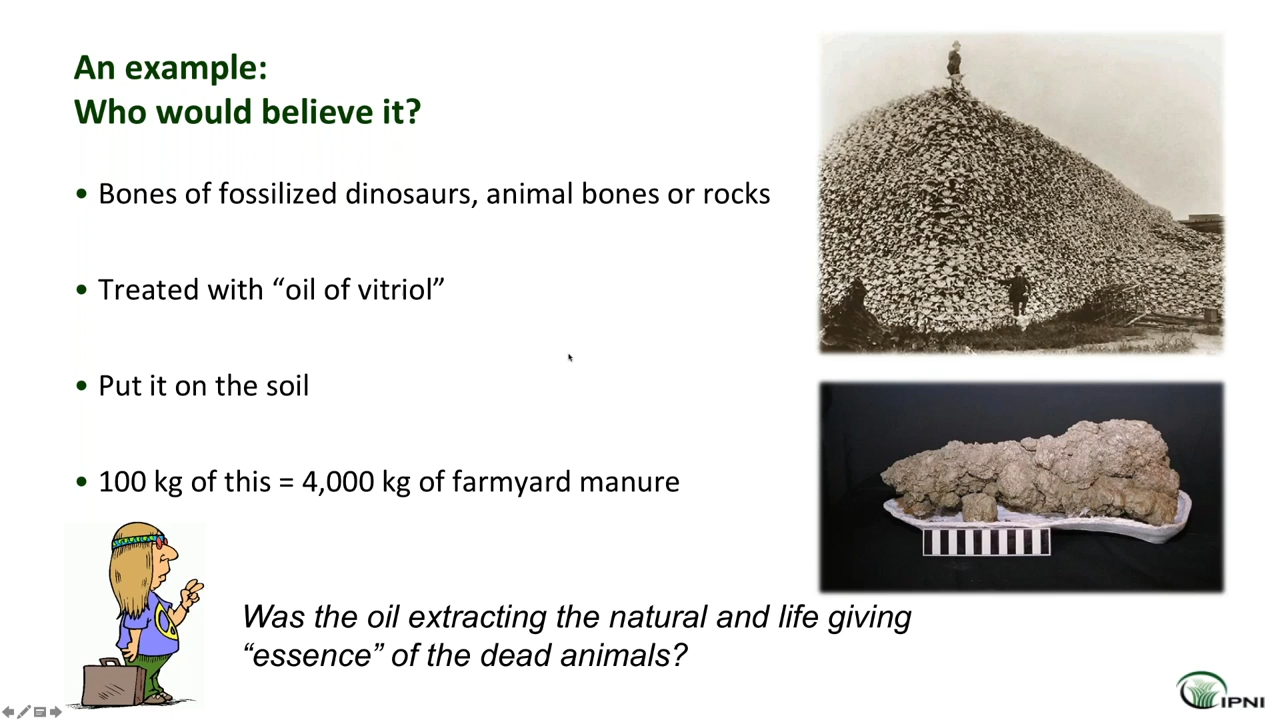 An example:
Who would believe it?
• Bones of fossilized dinosaurs, animal bones or rocks
• Treated with “oil of vitriol”
• Put it on the soil
• 100 kg of this = 4,000 kg of farmyard manure
Was the oil extracting the natural and life giving
“essence” of the dead animals?
IPNI